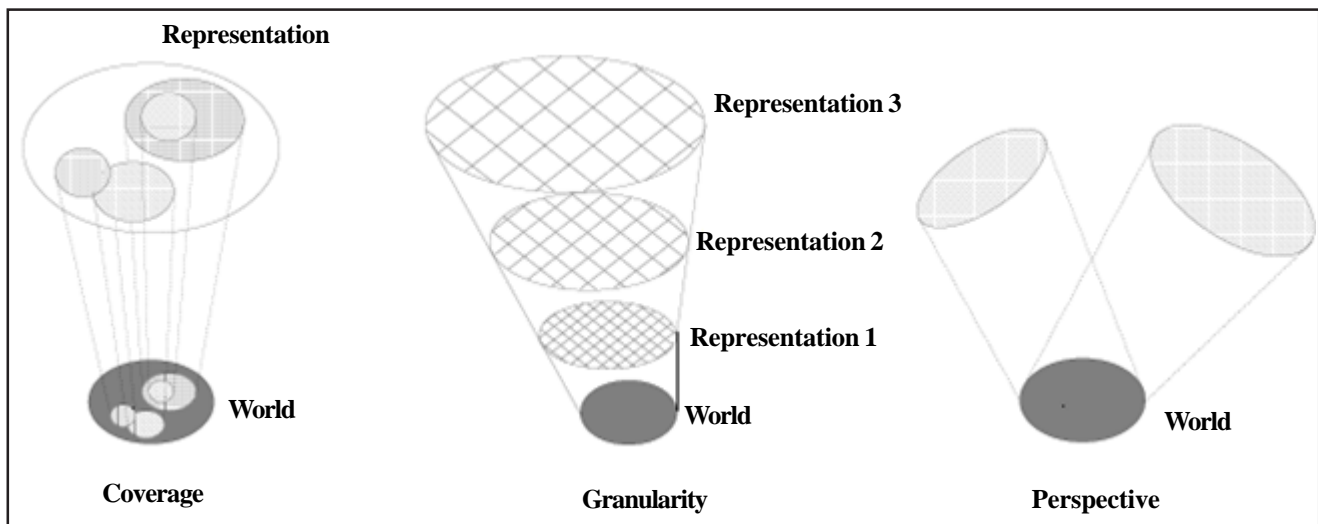 Representation
World
Coverage
Representation 3
Representation 2
Representation 1
World
Granularity
World
Perspective